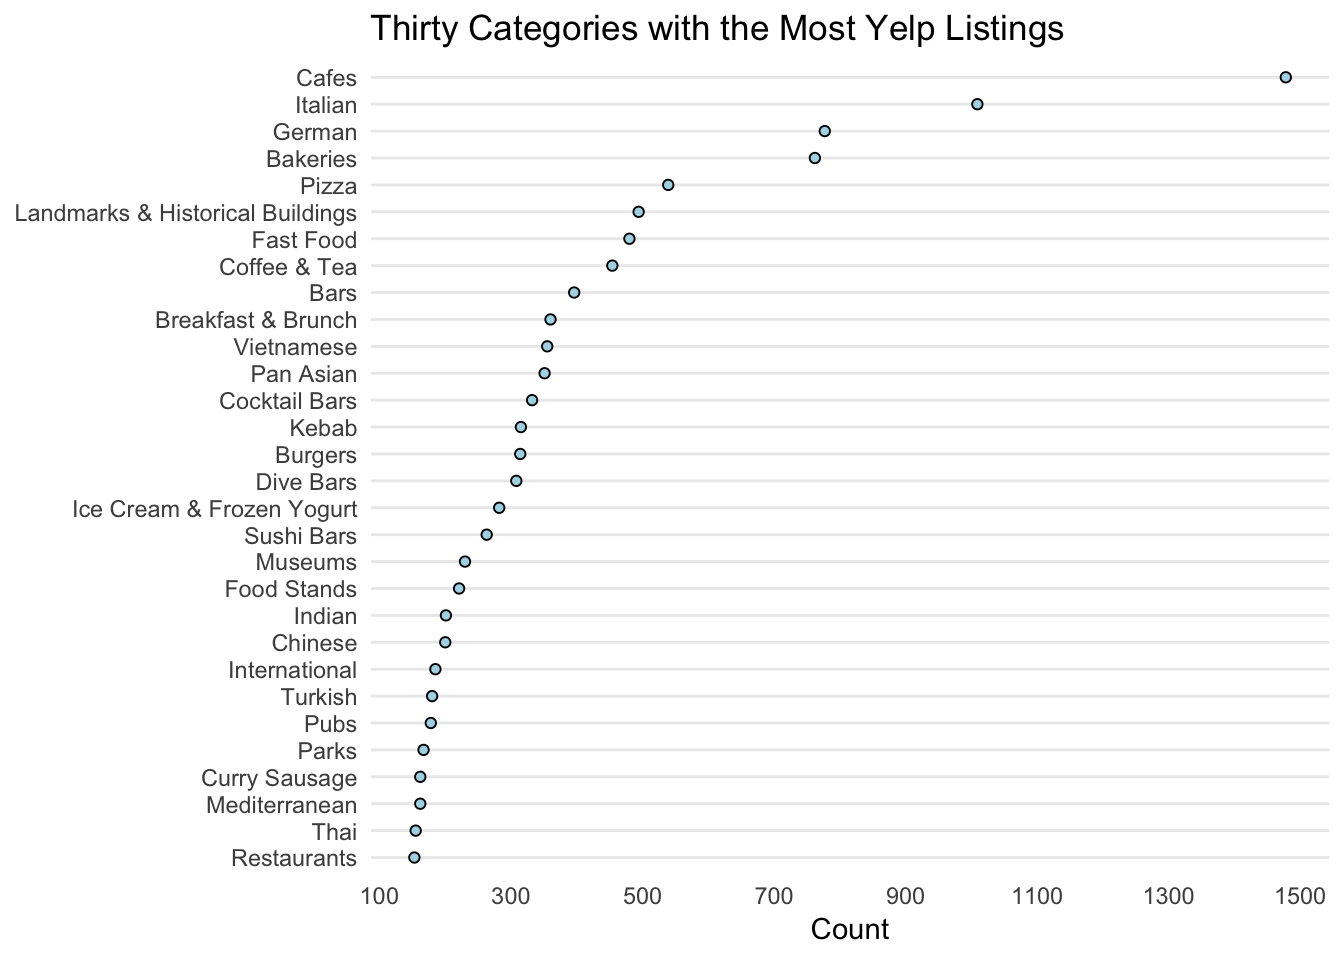 Thirty Categories with the Most Yelp Listings
Cafes
Italian
German
Bakeries
Pizza
Landmarks & Historical Buildings
Fast Food
Coffee & Tea
Bars
Breakfast & Brunch
Vietnamese
Pan Asian
Cocktail Bars
Kebab
Burgers
Dive Bars
Ice Cream & Frozen Yogurt
Sushi Bars
Museums
Food Stands
Indian
Chinese
International
Turkish
Pubs
Parks
Curry Sausage
Mediterranean
Thai
Restaurants
100 300 500 700 900 1100 1300 1500
Count